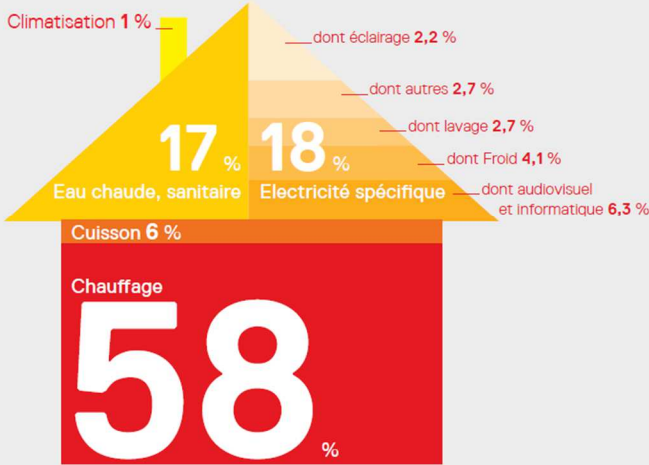 Climatisation 1 %
dont éclairage 2,2 %
dont autres 2,7 %
dont lavage 2,7 %
dont Froid 4,1 %
dont audiovisuel
et informatique 6,3 %
17 %
Eau chaude, sanitaire
18 %
Electricité spécifique
Cuisson 6 %
Chauffage
58 %